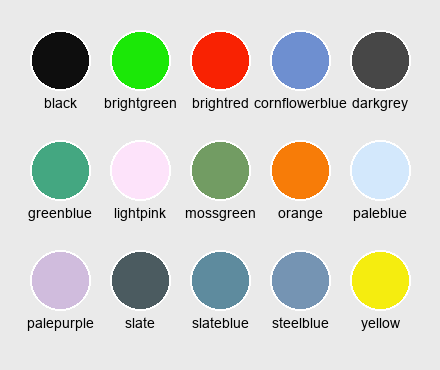 black brightgreen brightred cornflowerblue darkgrey
greenblue lightpink mossgreen orange paleblue
palepurple slate slateblue steelblue yellow